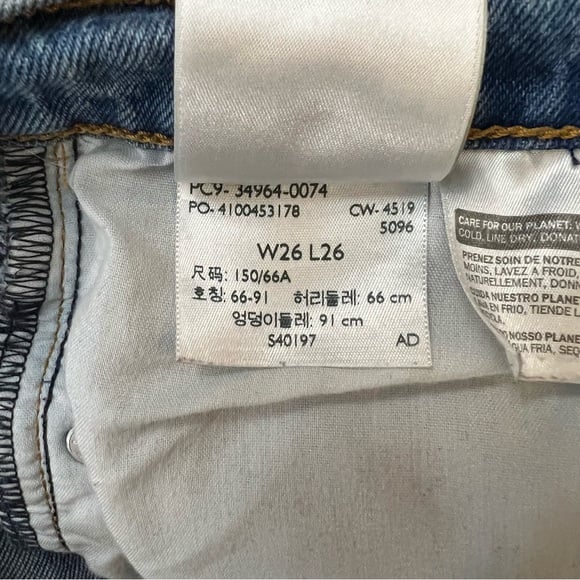 PC9- 34964-0074
PO- 4100453178 CW- 4519
5096
W26 L26
尺码: 150/66A
호칭: 66-91 허리둘레: 66 cm
엉덩이둘레: 91 cm
S40197 AD
CARE FOR OUR PLANET:
COLD, LINE DRY, DONAT
PRENEZ SOIN DE NOTRE
MOINS, LAVEZ A FROID,
NATURELLEMENT, DONN
NUESTRO PLANE
EN FRIO, TIENDE L
NOSSO PLANE
GUA FRIA, SEQ